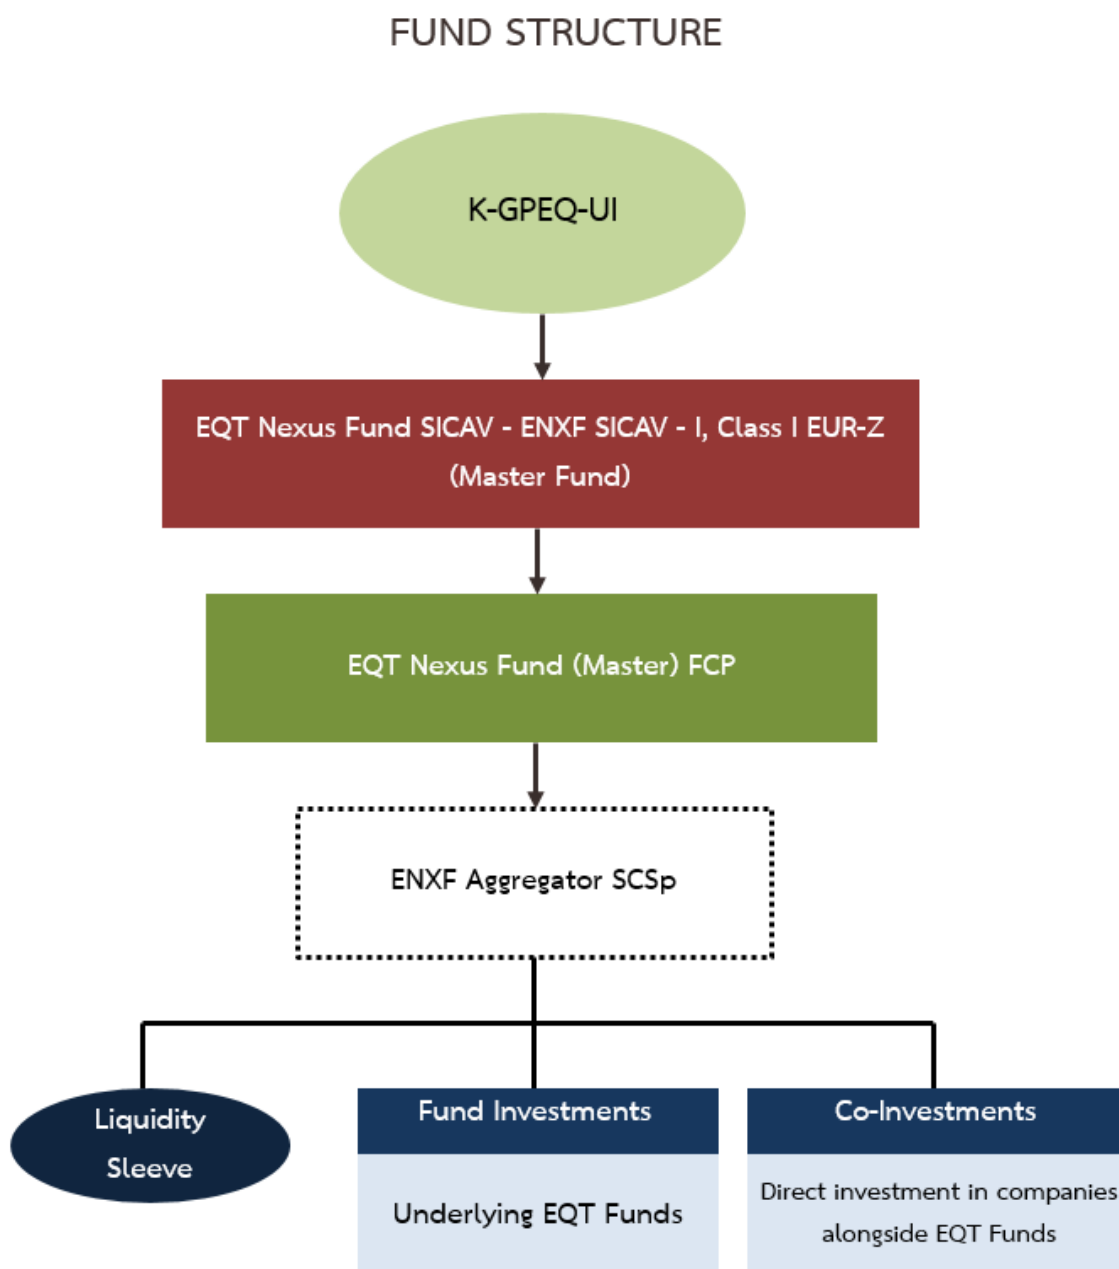 FUND STRUCTURE
K-GPEQ-UI
EQT Nexus Fund SICAV - ENXF SICAV - I, Class I EUR-Z
(Master Fund)
EQT Nexus Fund (Master) FCP
ENXF Aggregator SCSp
Liquidity
Sleeve
Fund Investments
Underlying EQT Funds
Co-Investments
Direct investment in companies
alongside EQT Funds